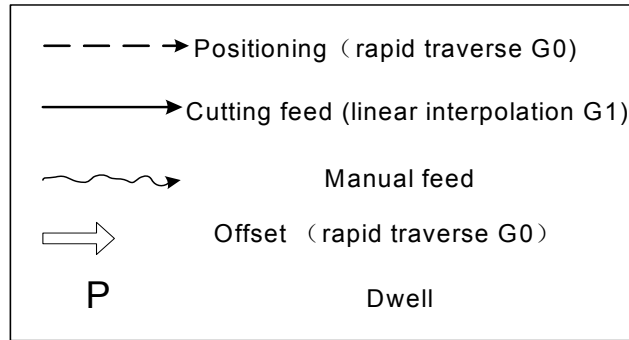 Positioning（rapid traverse G0)
Cutting feed (linear interpolation G1)
Manual feed
Offset （rapid traverse G0）
P Dwell